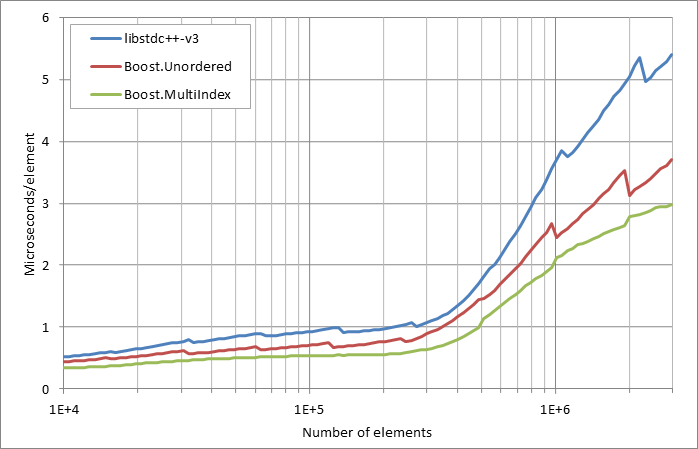 6
libstdc++-v3
Boost.Unordered
Boost.MultiIndex
5
4
3
2
1
0
Microseconds/element
1E+4
1E+5
1E+6
Number of elements